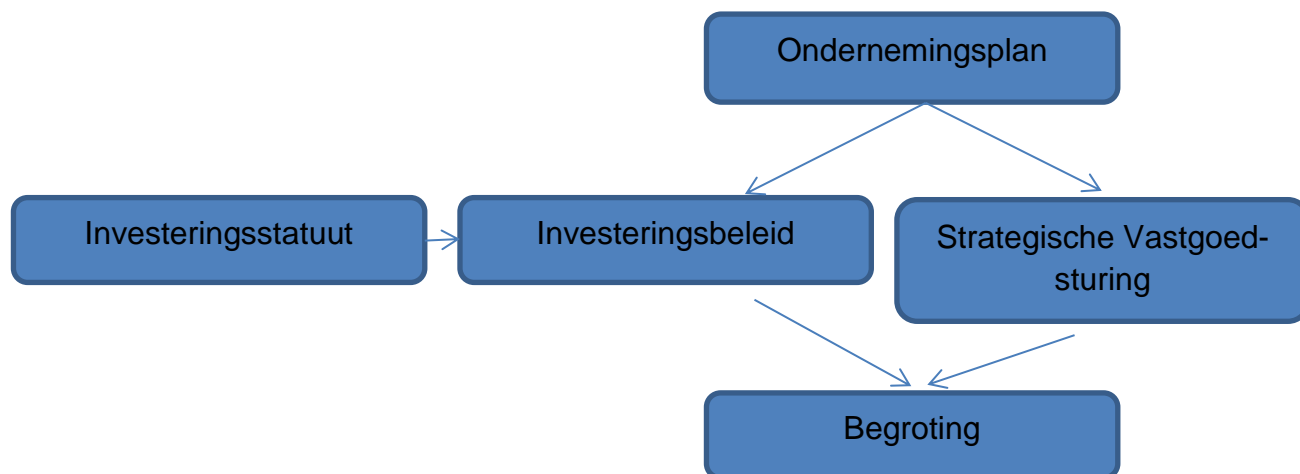 Ondernemingsplan
Investeringsstatuut
Investeringsbeleid
Strategische Vastgoed-
sturing
Begroting